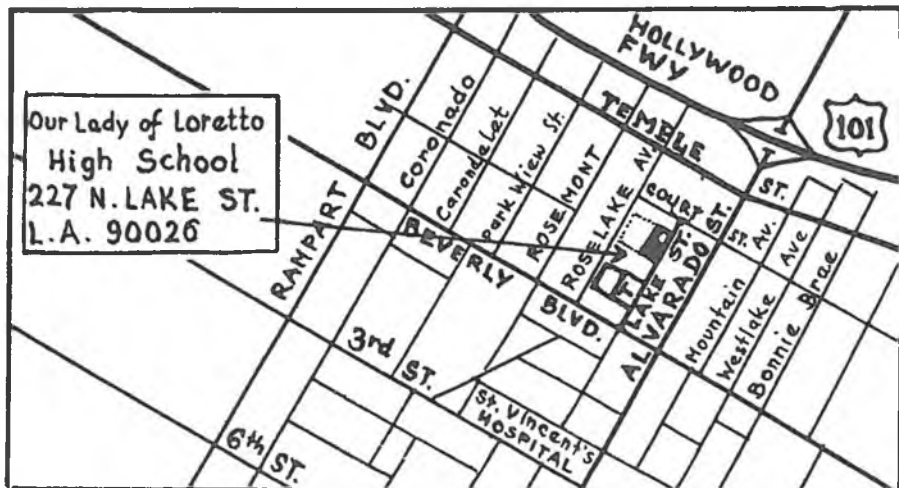 HOLLYWOOD
FWY
101
TEMPLE
ST.
Our Lady of Loretto
High School
227 N. LAKE ST.
L.A. 90026
RAMPART BLVD.
Coronado
Carondelet
Park View St.
ROSEMONT
ROSELAKE AV.
COURT
ST.
LAKE ST.
ALVARADO ST.
BEVERLY
BLVD.
Mountain Av.
Westlake Ave
Bonnie Brae
3rd
ST.
St. Vincent's
HOSPITAL
6th ST.